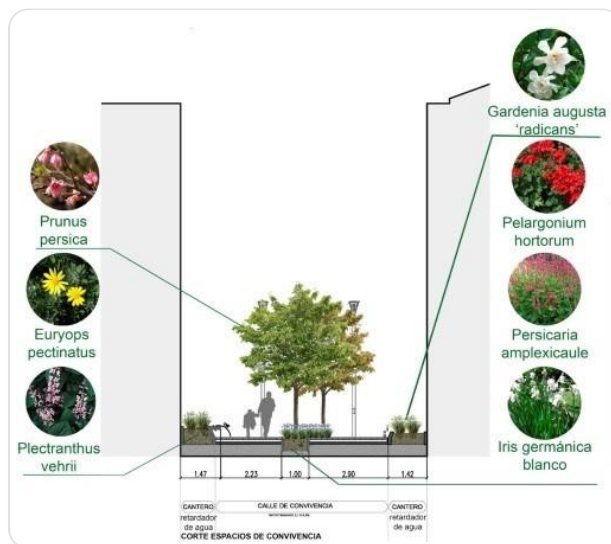 Gardenia augusta
'radicans'
Prunus
persica
Pelargonium
hortorum
Euryops
pectinatus
Persicaria
amplexicaule
Plectranthus
vehrii
Iris germánica
blanco
1.47
2.23
1.00
2.90
1.42
CANTERO
CALLE DE CONVIVENCIA
CANTERO
retardador
de agua
retardador
de agua
CORTE ESPACIOS DE CONVIVENCIA